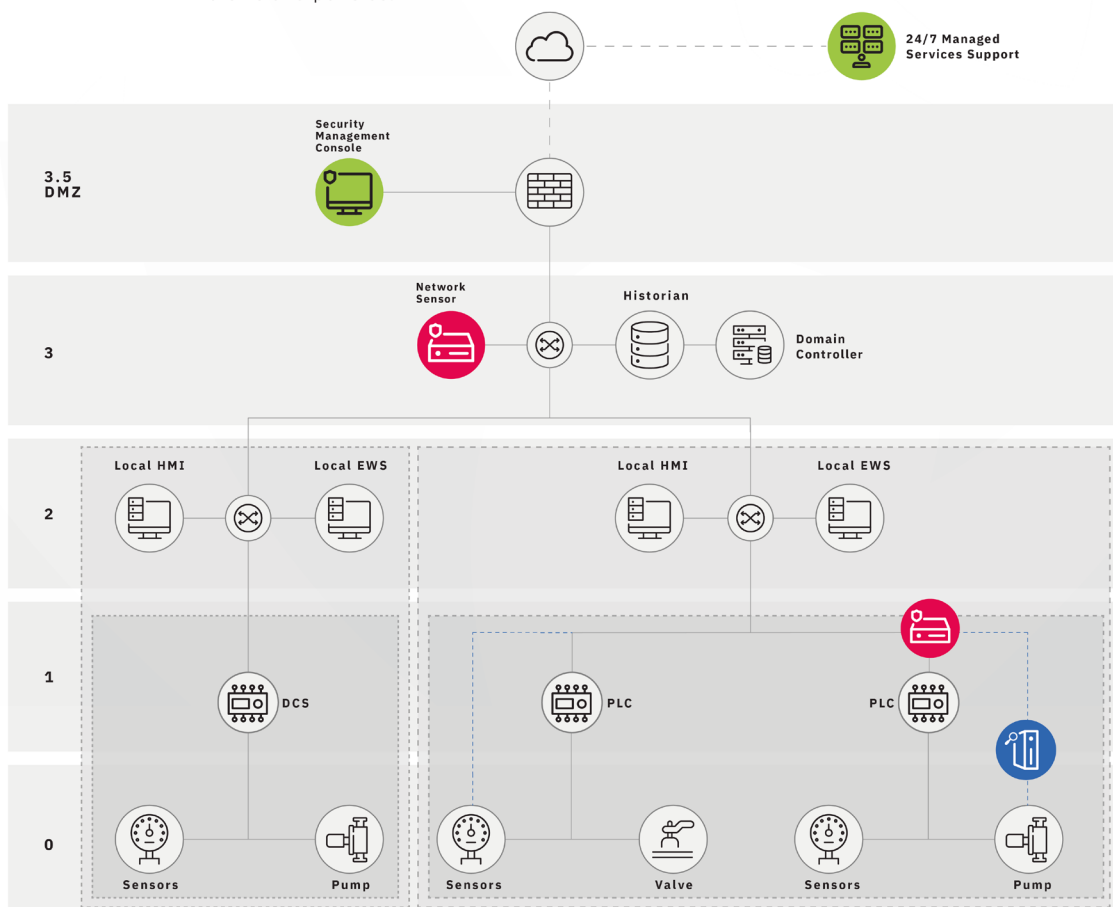 24/7 Managed
Services Support
Security
Management
Console
3.5
DMZ
Network
Sensor
Historian
3
Domain
Controller
Local HMI
Local EWS
Local HMI
Local EWS
2
1
DCS
PLC
PLC
0
Sensors
Pump
Sensors
Valve
Sensors
Pump